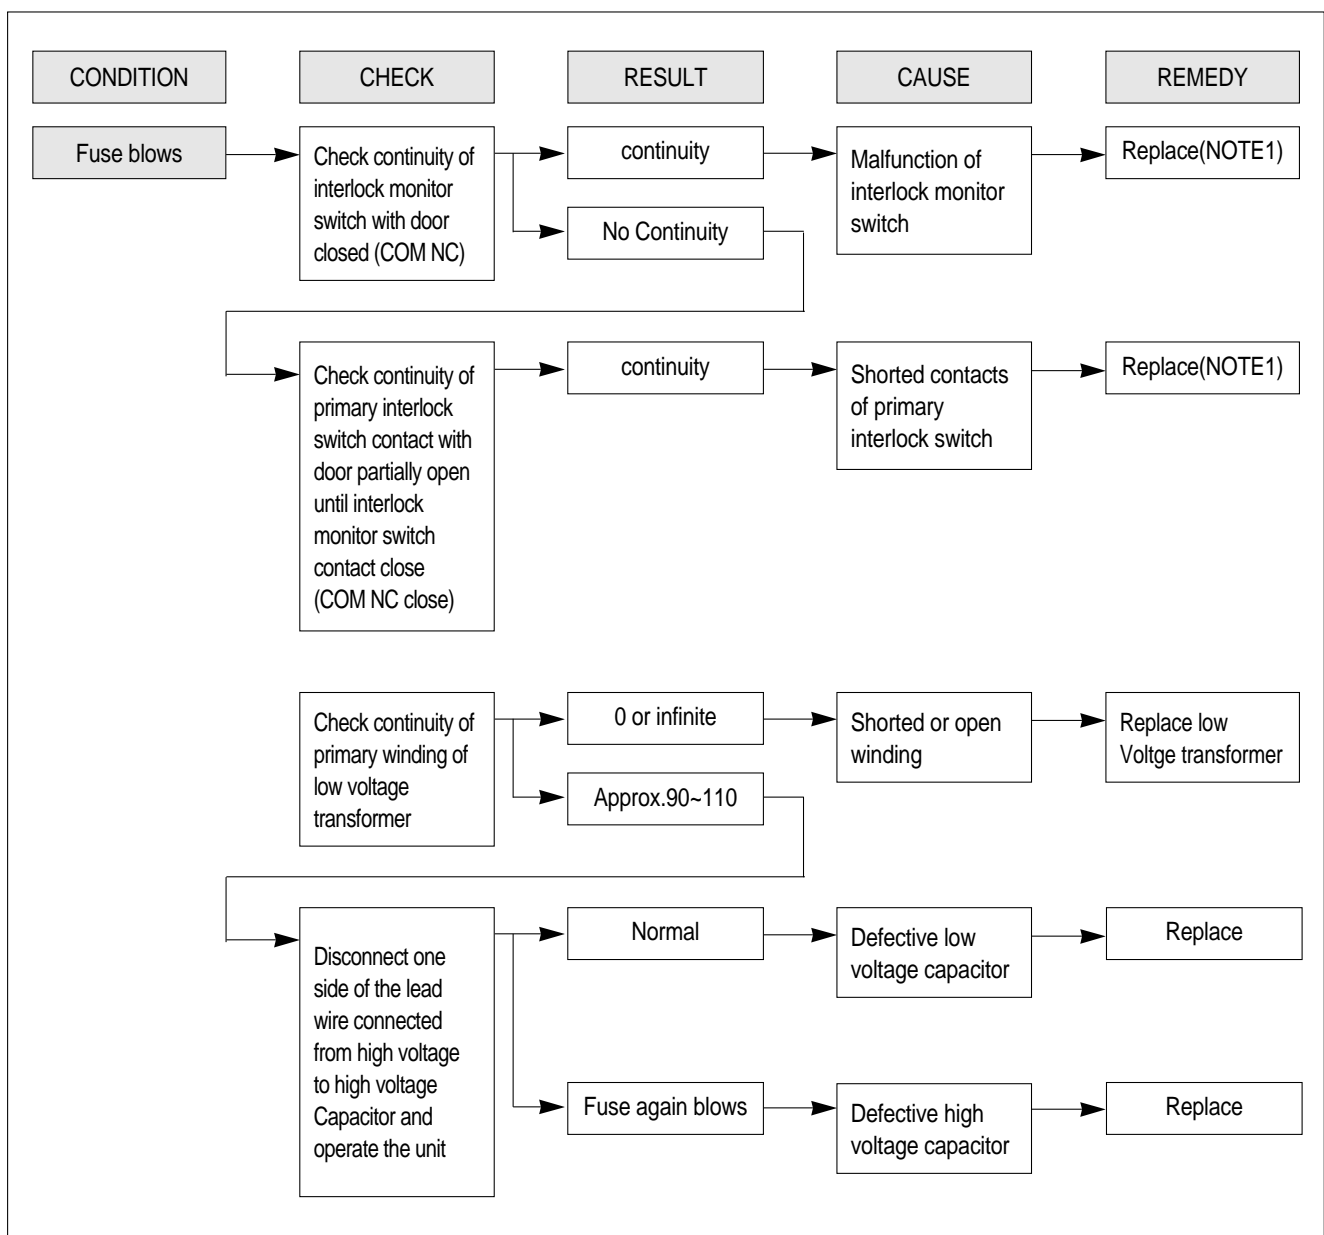 CONDITION
CHECK
RESULT
CAUSE
REMEDY
Fuse blows
Check continuity of
interlock monitor
switch with door
closed (COM NC)
continuity
Malfunction of
interlock monitor
switch
Replace(NOTE1)
No Continuity
Check continuity of
primary interlock
switch contact with
door partially open
until interlock
monitor switch
contact close
(COM NC close)
continuity
Shorted contacts
of primary
interlock switch
Replace(NOTE1)
Check continuity of
primary winding of
low voltage
transformer
0 or infinite
Shorted or open
winding
Replace low
Voltge transformer
Approx.90~110
Disconnect one
side of the lead
wire connected
from high voltage
to high voltage
Capacitor and
operate the unit
Normal
Defective low
voltage capacitor
Replace
Fuse again blows
Defective high
voltage capacitor
Replace